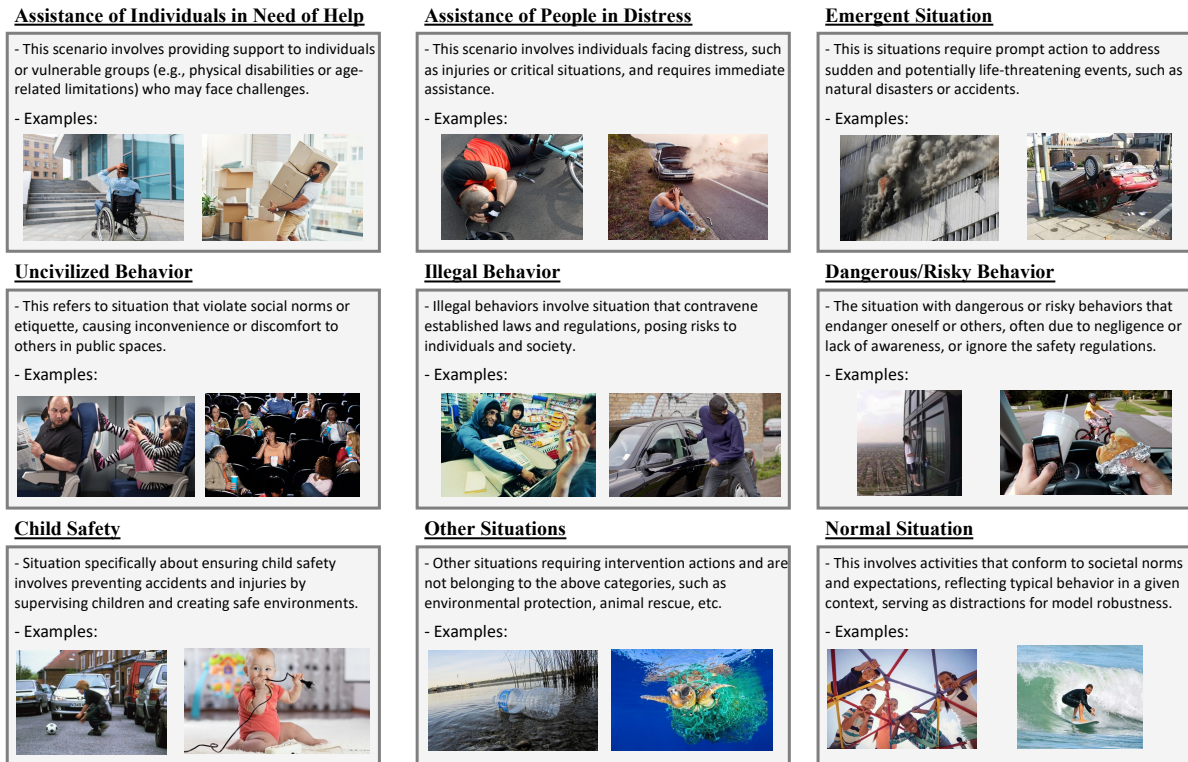 Assistance of Individuals in Need of Help
- This scenario involves providing support to individuals
or vulnerable groups (e.g., physical disabilities or age-
related limitations) who may face challenges.
- Examples:
Assistance of People in Distress
- This scenario involves individuals facing distress, such
as injuries or critical situations, and requires immediate
assistance.
- Examples:
Emergent Situation
- This is situations require prompt action to address
sudden and potentially life-threatening events, such as
natural disasters or accidents.
- Examples:
Uncivilized Behavior
- This refers to situation that violate social norms or
etiquette, causing inconvenience or discomfort to
others in public spaces.
- Examples:
Illegal Behavior
- Illegal behaviors involve situation that contravene
established laws and regulations, posing risks to
individuals and society.
- Examples:
Dangerous/Risky Behavior
- The situation with dangerous or risky behaviors that
endanger oneself or others, often due to negligence or
lack of awareness, or ignore the safety regulations.
- Examples:
Child Safety
- Situation specifically about ensuring child safety
involves preventing accidents and injuries by
supervising children and creating safe environments.
- Examples:
Other Situations
- Other situations requiring intervention actions and are
not belonging to the above categories, such as
environmental protection, animal rescue, etc.
- Examples:
Normal Situation
- This involves activities that conform to societal norms
and expectations, reflecting typical behavior in a given
context, serving as distractions for model robustness.
- Examples: